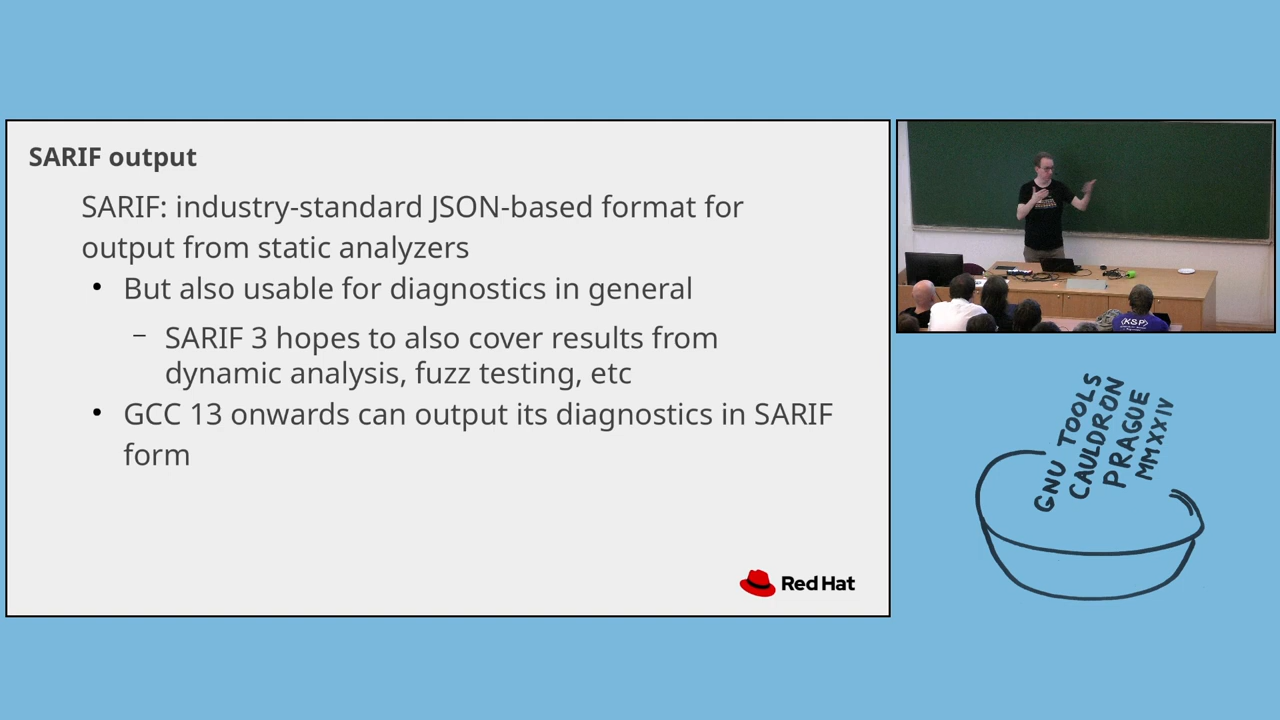 SARIF output
SARIF: industry-standard JSON-based format for
output from static analyzers
• But also usable for diagnostics in general
– SARIF 3 hopes to also cover results from
dynamic analysis, fuzz testing, etc
• GCC 13 onwards can output its diagnostics in SARIF
form
Red Hat
GNU TOOLS
CAULDRON
PRAGUE
MMXXIV
(KSP)